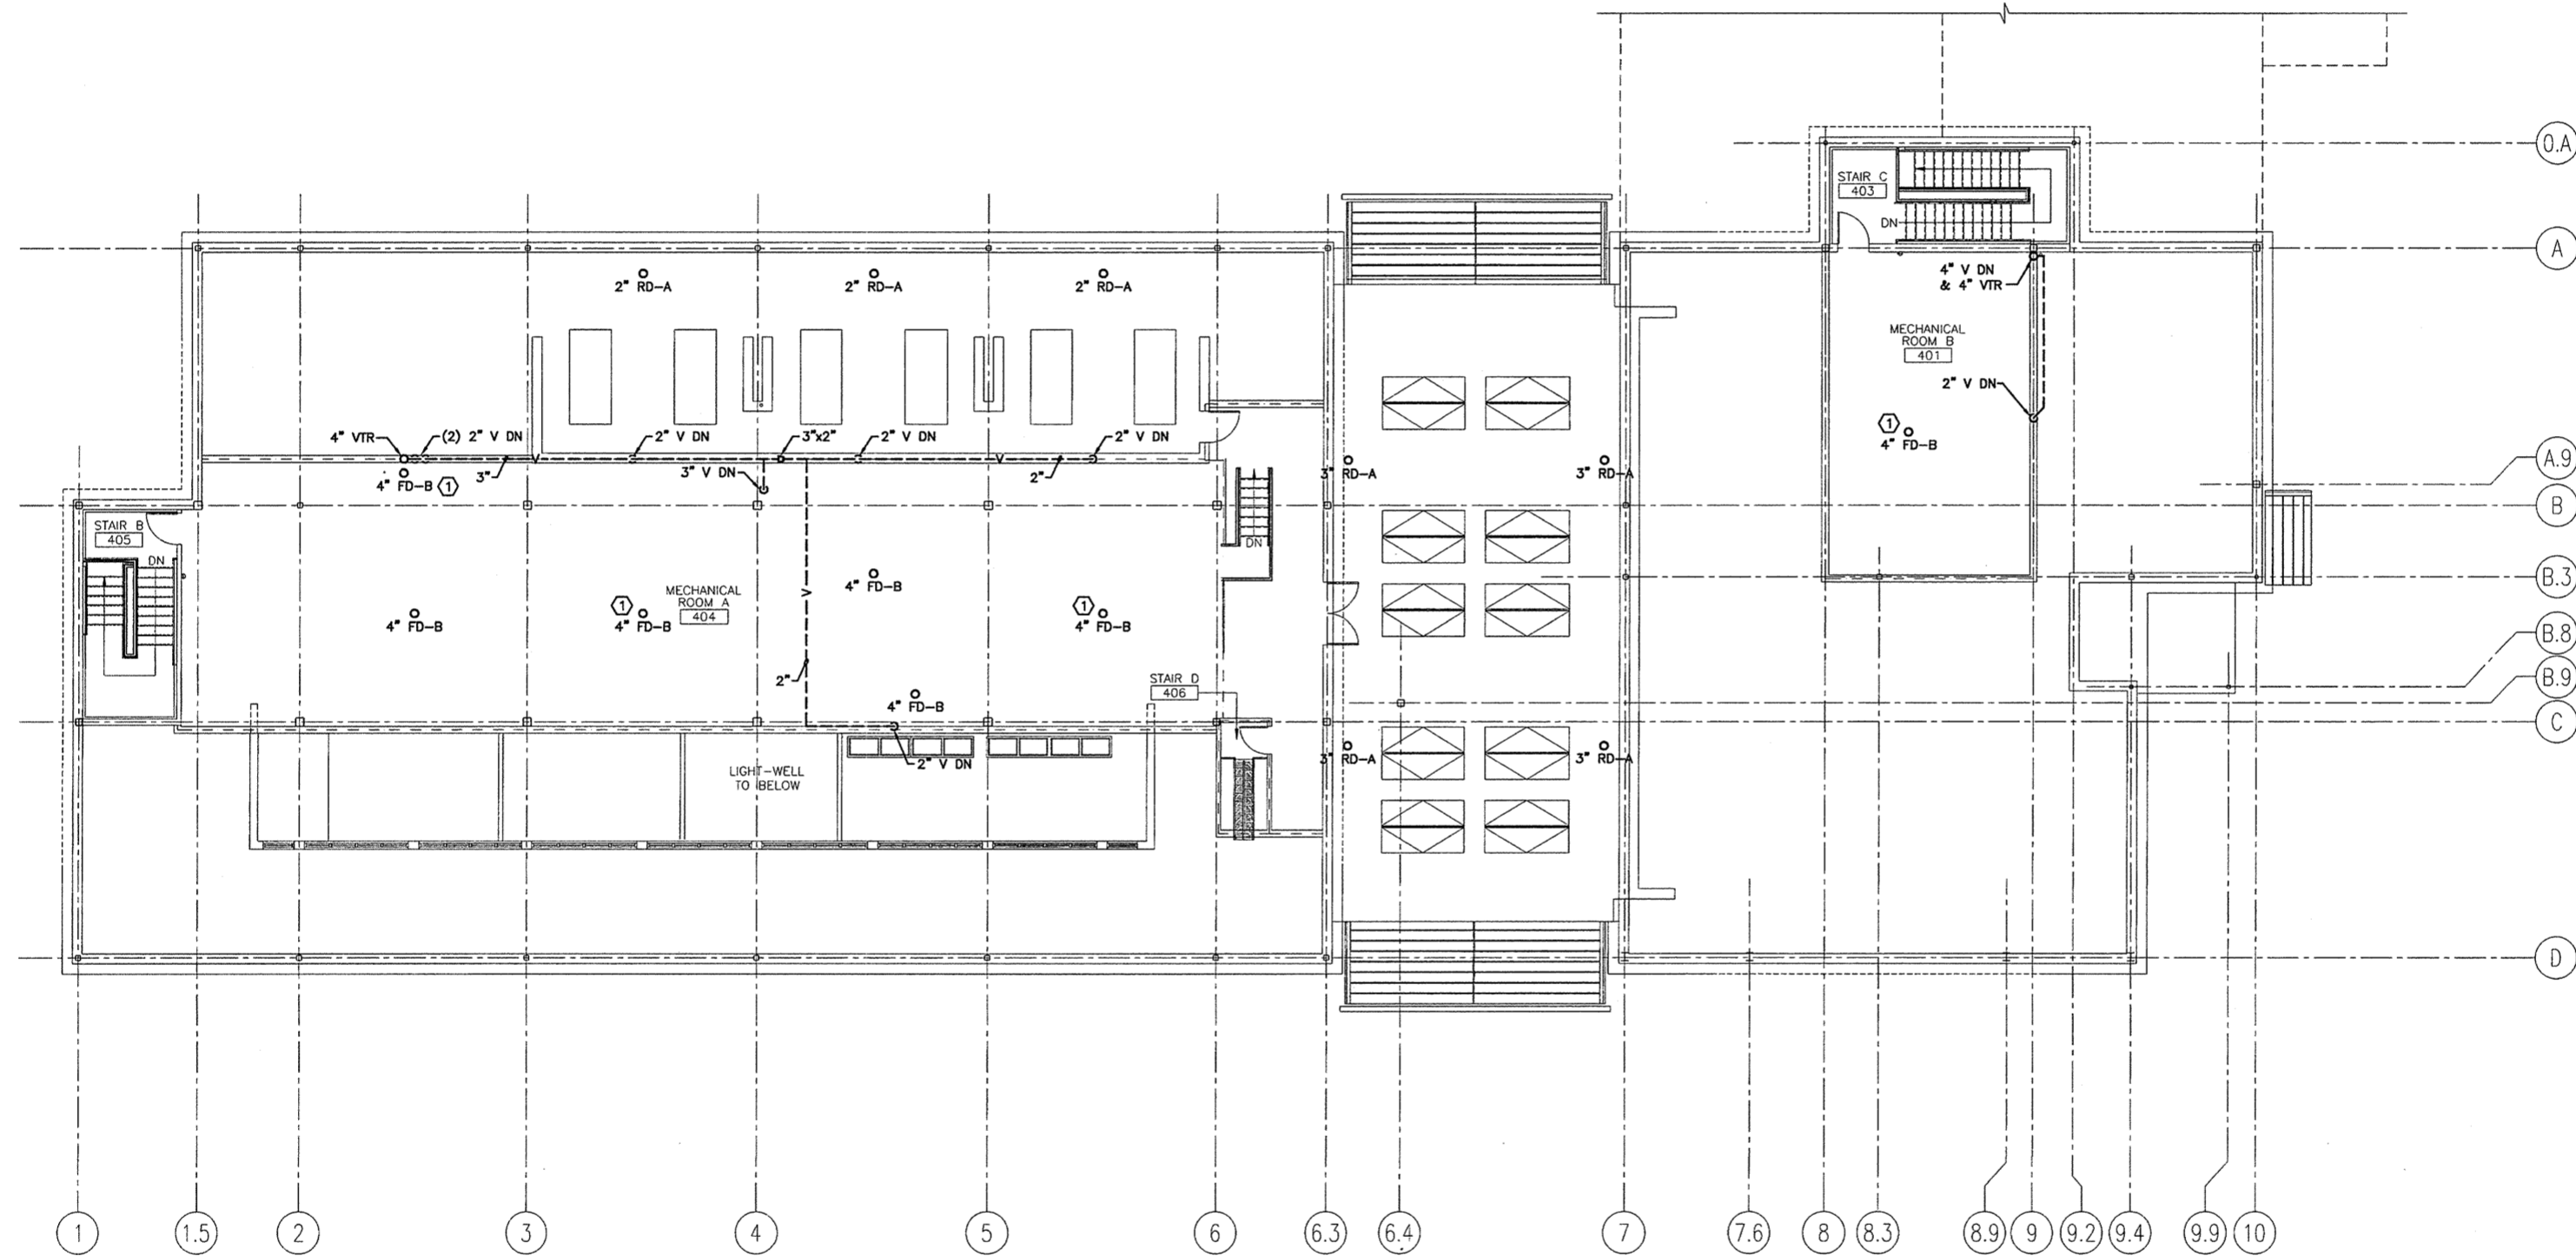 0.A
STAIR C
403
DN
A
4" V DN
& 4" VTR
2" RD-A
2" RD-A
2" RD-A
MECHANICAL
ROOM B
401
2" V DN
1
4" FD-B
4" VTR
(2) 2" V DN
2" V DN
3"x2"
2" V DN
2" V DN
V
V
3"
3" V DN
2"
4" FD-B
1
3" RD-A
3" RD-A
A.9
B
STAIR B
405
DN
DN
B.3
4" FD-B
V
MECHANICAL
ROOM A
404
1
4" FD-B
1
4" FD-B
4" FD-B
B.8
B.9
2"
STAIR D
406
4" FD-B
C
2" V DN
3" RD-A
3" RD-A
LIGHT-WELL
TO BELOW
D
1
1.5
2
3
4
5
6
6.3
6.4
7
7.6
8
8.3
8.9
9
9.2
9.4
9.9
10